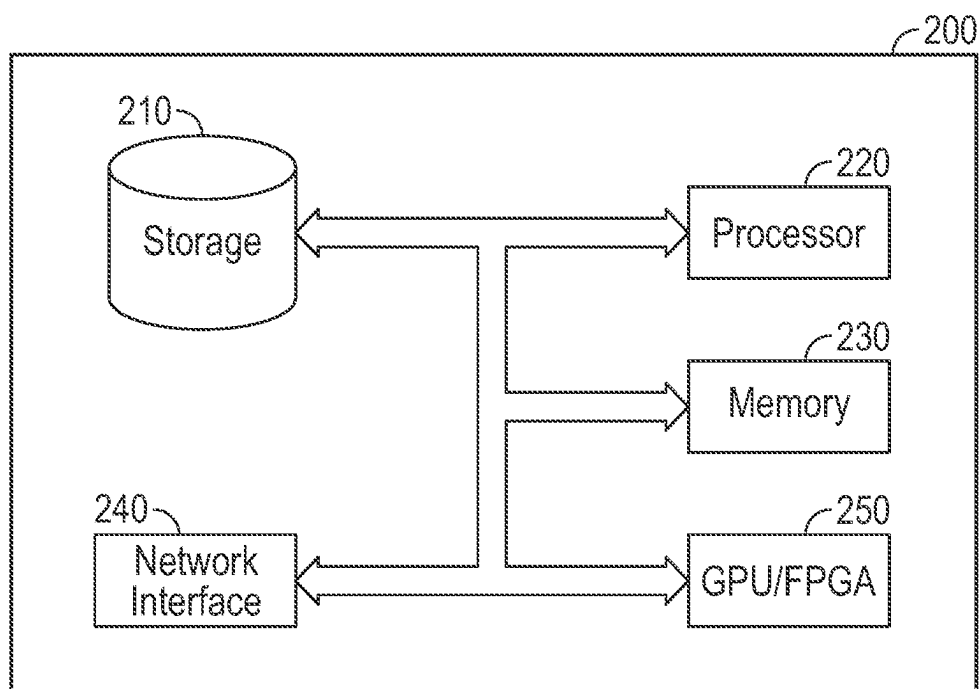 200
210
Storage
220
Processor
230
Memory
240
Network
Interface
250
GPU/FPGA